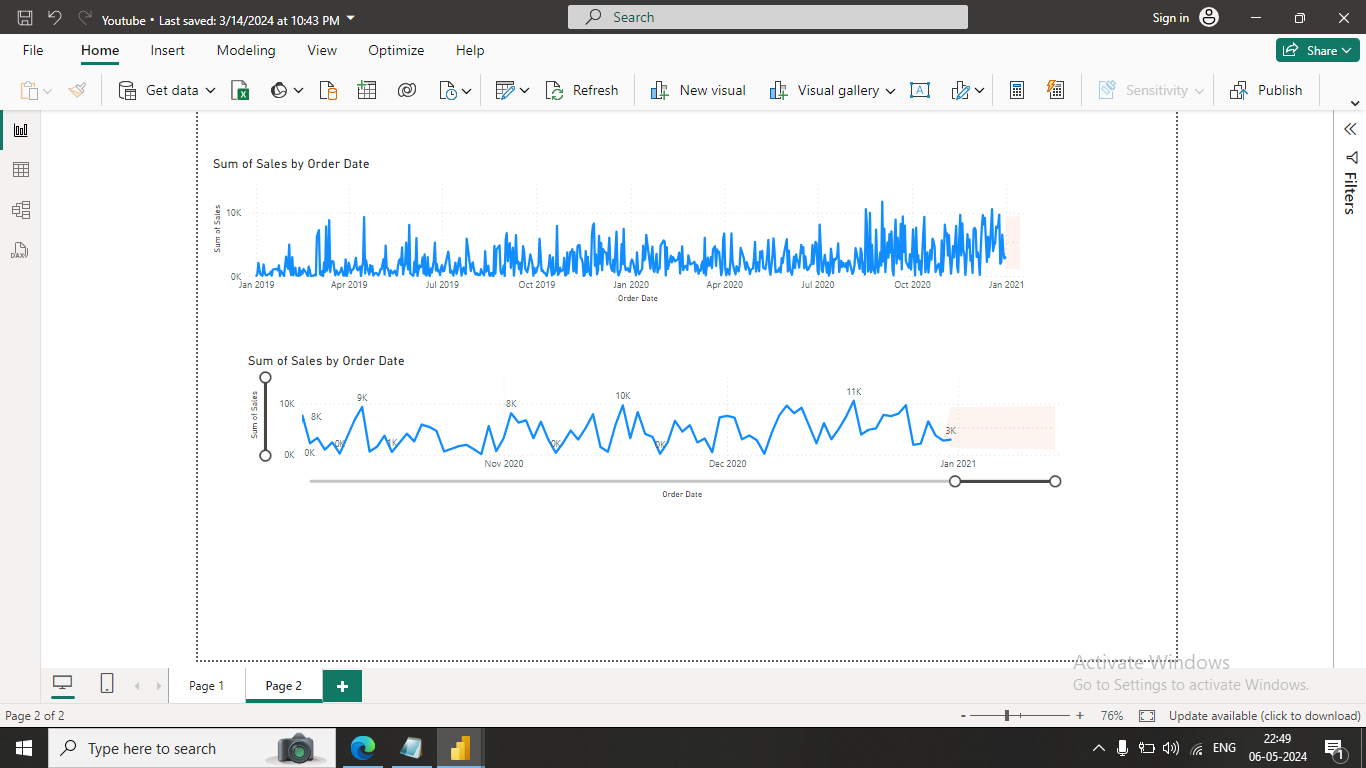 Youtube • Last saved: 3/14/2024 at 10:43 PM
Search
Sign in
File Home Insert Modeling View Optimize Help
Share
Get data
Refresh
New visual
Visual gallery
Sensitivity
Publish
DAX
Filters
Sum of Sales by Order Date
Sum of Sales
10K
0K
Jan 2019 Apr 2019 Jul 2019 Oct 2019 Jan 2020 Apr 2020 Jul 2020 Oct 2020 Jan 2021
Order Date
Sum of Sales by Order Date
Sum of Sales
10K
0K
8K
0K
0K
9K
1K
8K
0K
10K
0K
11K
3K
Nov 2020 Dec 2020 Jan 2021
Order Date
Activate Windows
Go to Settings to activate Windows.
Page 1
Page 2
+
Page 2 of 2
- + 76%
Update available (click to download)
Type here to search
ENG
22:49
06-05-2024
1